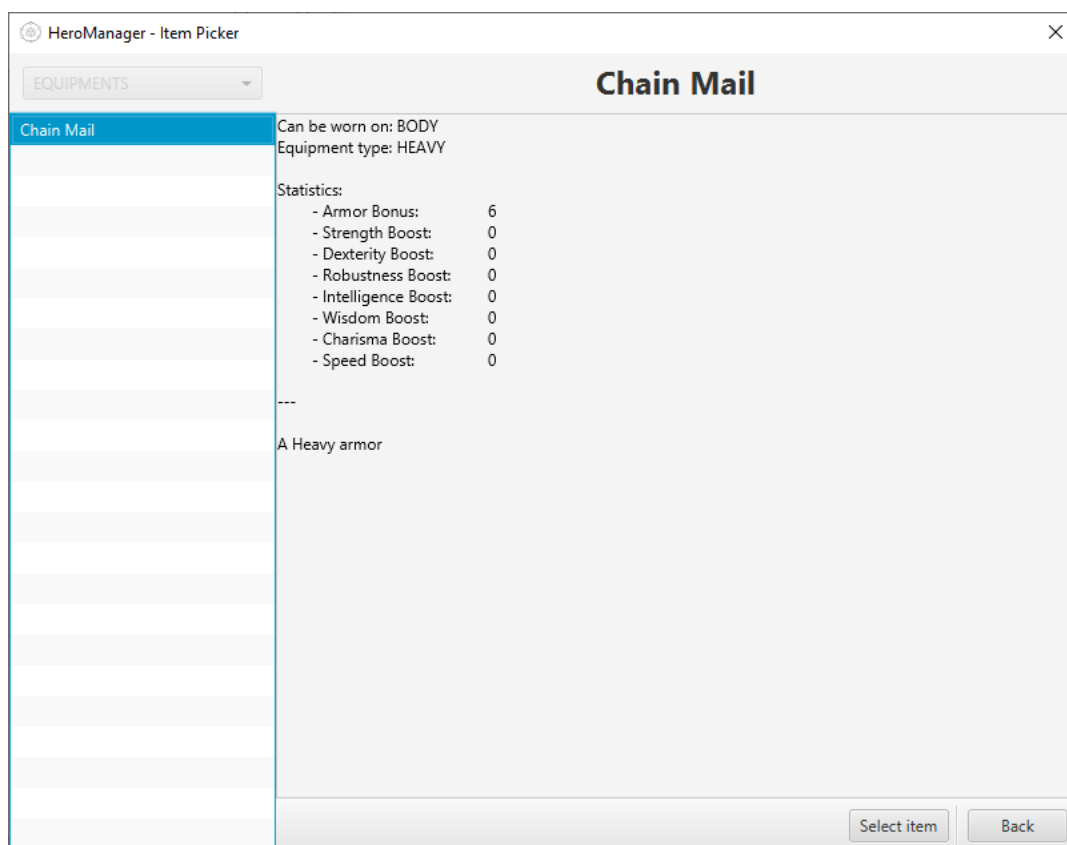 HeroManager - Item Picker
EQUIPMENTS
Chain Mail
Chain Mail
Can be worn on: BODY
Equipment type: HEAVY
Statistics:
- Armor Bonus: 6
- Strength Boost: 0
- Dexterity Boost: 0
- Robustness Boost: 0
- Intelligence Boost: 0
- Wisdom Boost: 0
- Charisma Boost: 0
- Speed Boost: 0
---
A Heavy armor
Select item
Back